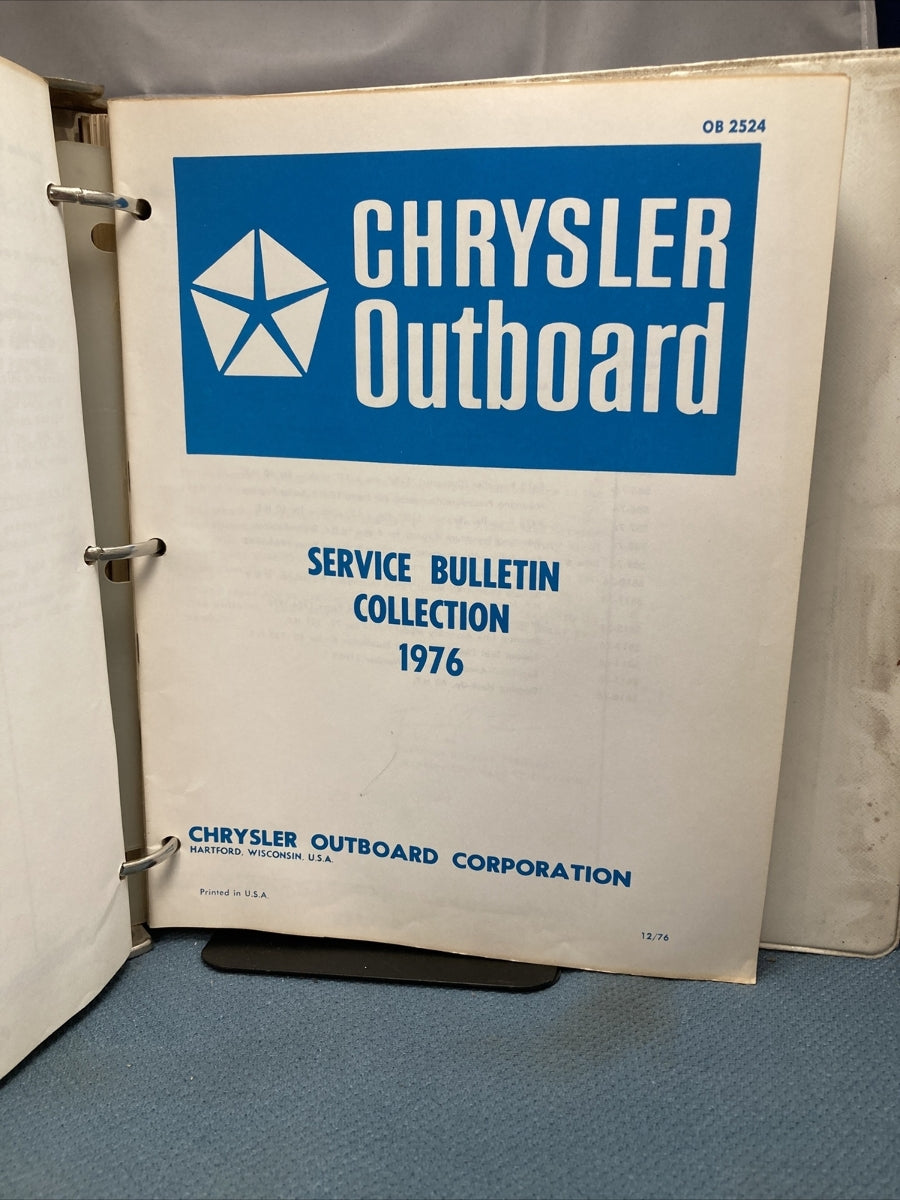 OB 2524
CHRYSLER
Outboard
SERVICE BULLETIN
COLLECTION
1976
CHRYSLER OUTBOARD CORPORATION
HARTFORD, WISCONSIN, U.S.A.
Printed in U.S.A.
12/76